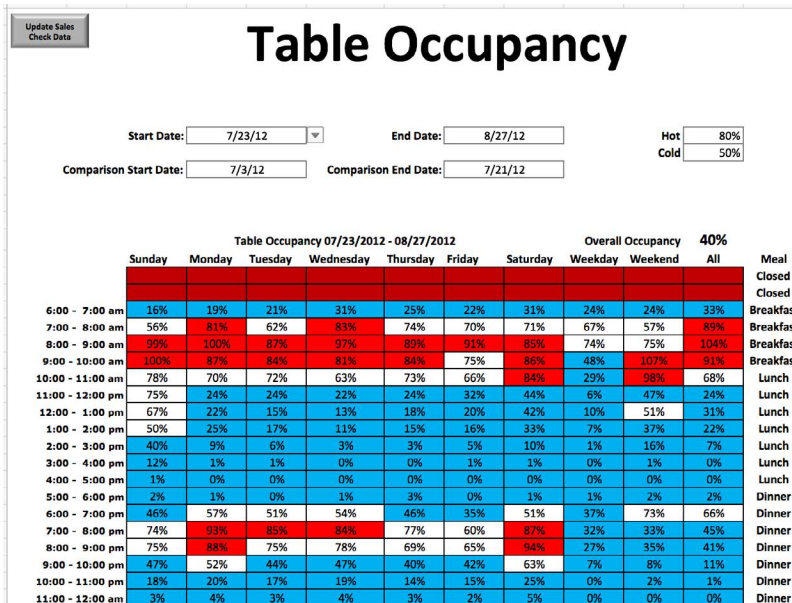 Update Sales
Check Data
Table Occupancy
Start Date: 7/23/12 End Date: 8/27/12 Hot 80%
Cold 50%
Comparison Start Date: 7/3/12 Comparison End Date: 7/21/12
Table Occupancy 07/23/2012 - 08/27/2012 Overall Occupancy 40%
Sunday Monday Tuesday Wednesday Thursday Friday Saturday Weekday Weekend All Meal
Closed
Closed
6:00 - 7:00 am 16% 19% 21% 31% 25% 22% 31% 24% 24% 33% Breakfas
7:00 - 8:00 am 56% 81% 62% 83% 74% 70% 71% 67% 57% 89% Breakfas
8:00 - 9:00 am 99% 100% 87% 97% 89% 91% 85% 74% 75% 104% Breakfas
9:00 - 10:00 am 100% 87% 84% 81% 84% 75% 86% 48% 107% 91% Breakfas
10:00 - 11:00 am 78% 70% 72% 63% 73% 66% 84% 29% 98% 68% Lunch
11:00 - 12:00 pm 75% 24% 24% 22% 24% 32% 44% 6% 47% 24% Lunch
12:00 - 1:00 pm 67% 22% 15% 13% 18% 20% 42% 10% 51% 31% Lunch
1:00 - 2:00 pm 50% 25% 17% 11% 15% 16% 33% 7% 37% 22% Lunch
2:00 - 3:00 pm 40% 9% 6% 3% 3% 5% 10% 1% 16% 7% Lunch
3:00 - 4:00 pm 12% 1% 1% 0% 0% 1% 1% 0% 1% 0% Lunch
4:00 - 5:00 pm 1% 0% 0% 0% 0% 0% 0% 0% 0% 0% Lunch
5:00 - 6:00 pm 2% 1% 0% 1% 3% 0% 1% 1% 2% 2% Dinner
6:00 - 7:00 pm 46% 57% 51% 54% 46% 35% 51% 37% 73% 66% Dinner
7:00 - 8:00 pm 74% 93% 85% 84% 77% 60% 87% 32% 33% 45% Dinner
8:00 - 9:00 pm 75% 88% 75% 78% 69% 65% 94% 27% 35% 41% Dinner
9:00 - 10:00 pm 47% 52% 44% 47% 40% 42% 63% 7% 8% 11% Dinner
10:00 - 11:00 pm 18% 20% 17% 19% 14% 15% 25% 0% 2% 1% Dinner
11:00 - 12:00 am 3% 4% 3% 4% 3% 2% 5% 0% 0% 0% Dinner